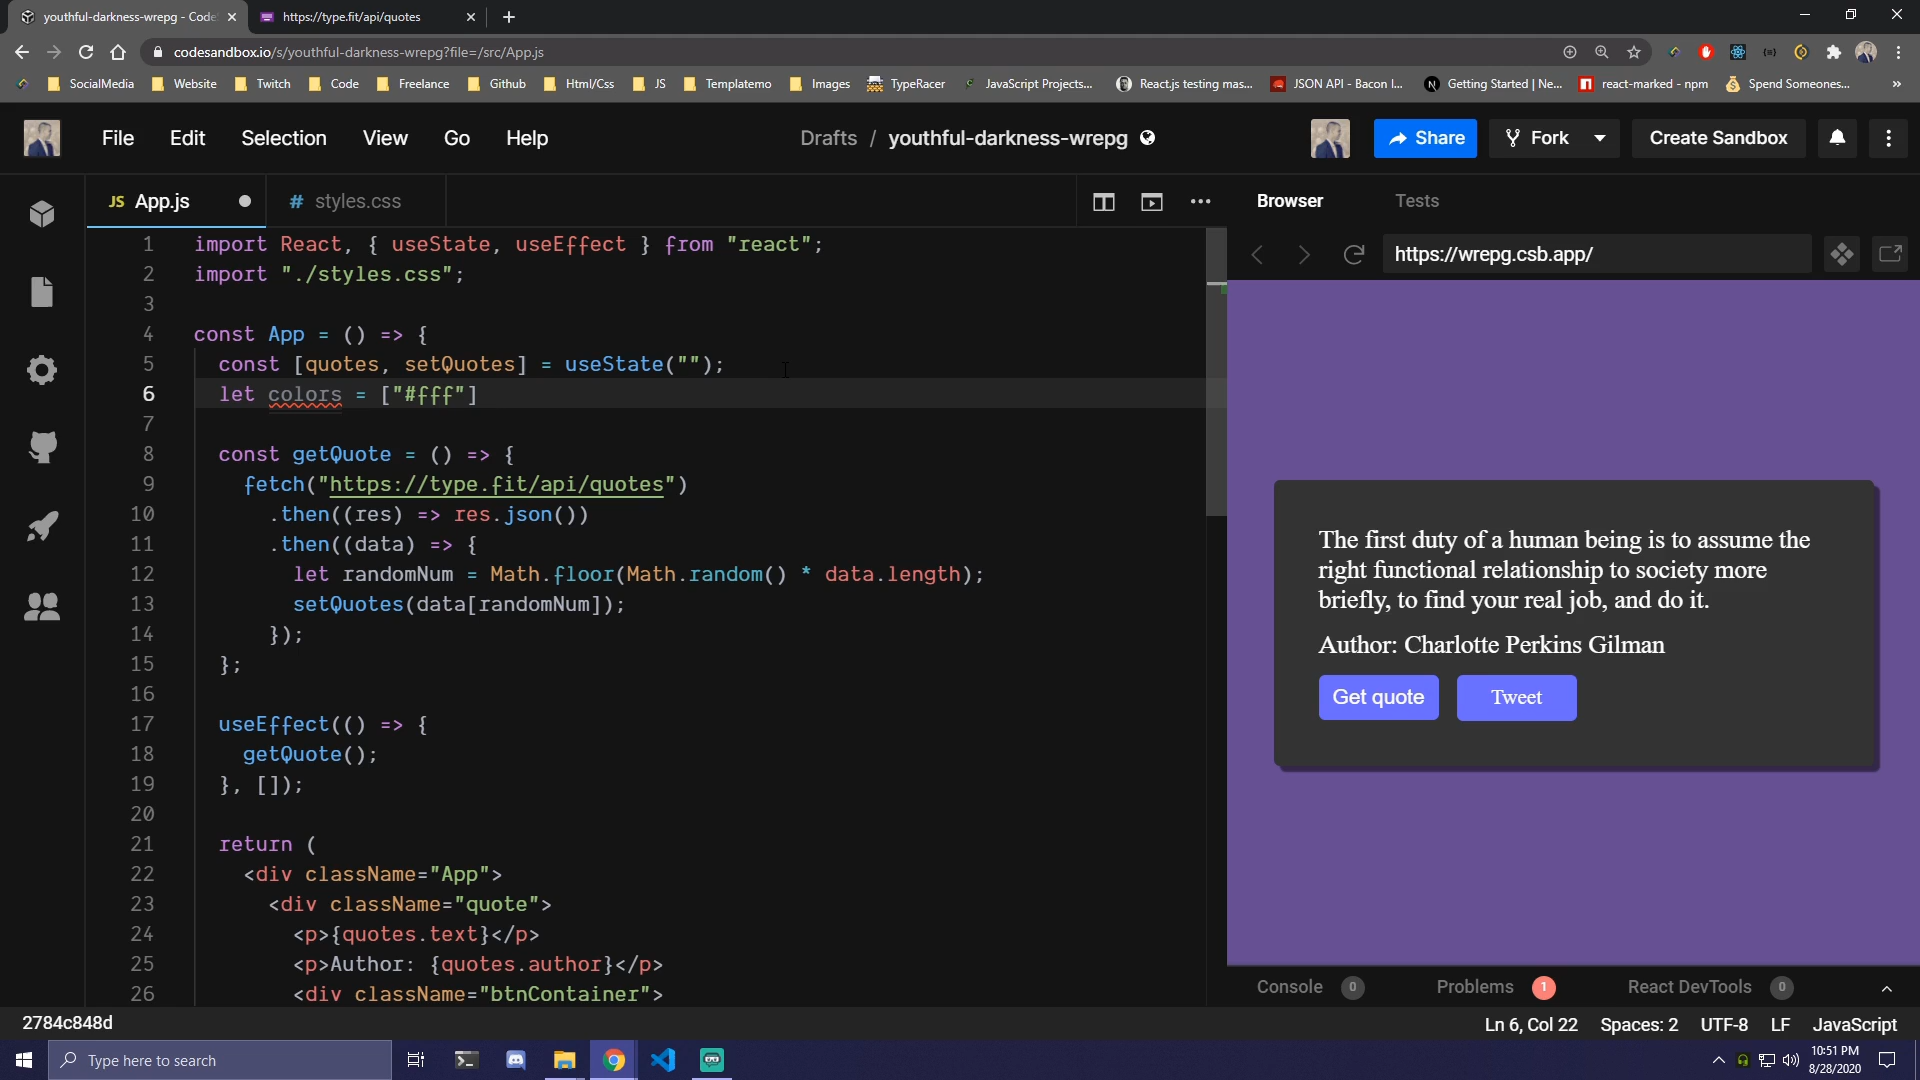 youthful-darkness-wrepg - Code
https://type.fit/api/quotes
codesandbox.io/s/youthful-darkness-wrepg?file=/src/App.js
SocialMedia Website Twitch Code Freelance Github Html/Css JS Templatemo Images TypeRacer JavaScript Projects... React.js testing mas... JSON API - Bacon I... Getting Started | Ne... react-marked - npm Spend Someones... »
File Edit Selection View Go Help
Drafts / youthful-darkness-wrepg
Share Fork Create Sandbox
JS App.js
# styles.css
Browser Tests
https://wrepg.csb.app/
1 import React, { useState, useEffect } from "react";
2 import "./styles.css";
3
4 const App = () => {
5 const [quotes, setQuotes] = useState("");
6 let colors = ["#fff"]
7
8 const getQuote = () => {
9 fetch("https://type.fit/api/quotes")
10 .then((res) => res.json())
11 .then((data) => {
12 let randomNum = Math.floor(Math.random() * data.length);
13 setQuotes(data[randomNum]);
14 });
15 };
16
17 useEffect(() => {
18 getQuote();
19 }, []);
20
21 return (
22 <div className="App">
23 <div className="quote">
24 <p>{quotes.text}</p>
25 <p>Author: {quotes.author}</p>
26 <div className="btnContainer">
The first duty of a human being is to assume the
right functional relationship to society more
briefly, to find your real job, and do it.
Author: Charlotte Perkins Gilman
Get quote Tweet
Console 0 Problems 1 React DevTools 0
2784c848d
Ln 6, Col 22 Spaces: 2 UTF-8 LF JavaScript
Type here to search
10:51 PM
8/28/2020